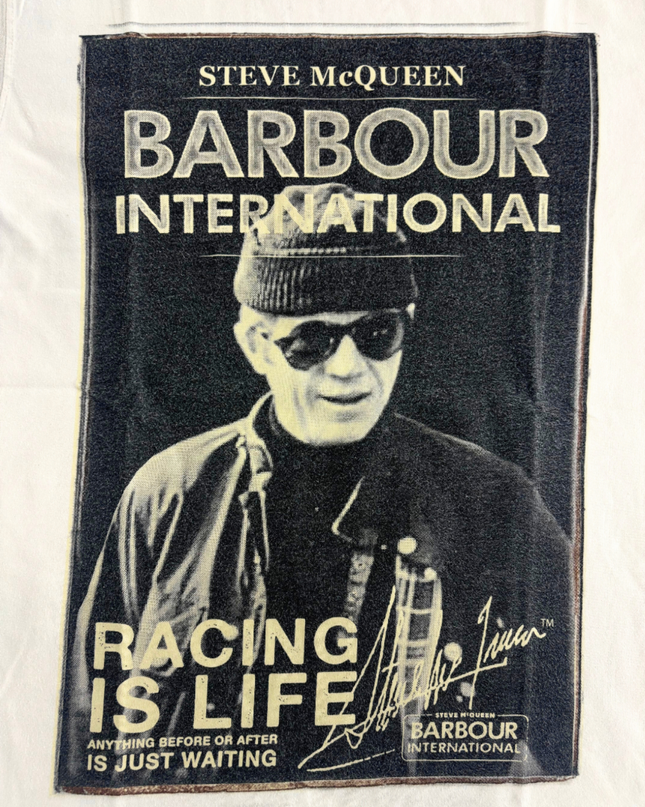 STEVE McQUEEN
BARBOUR
INTERNATIONAL
RACING
IS LIFE
ANYTHING BEFORE OR AFTER
IS JUST WAITING
TM
STEVE McQUEEN
BARBOUR
INTERNATIONAL